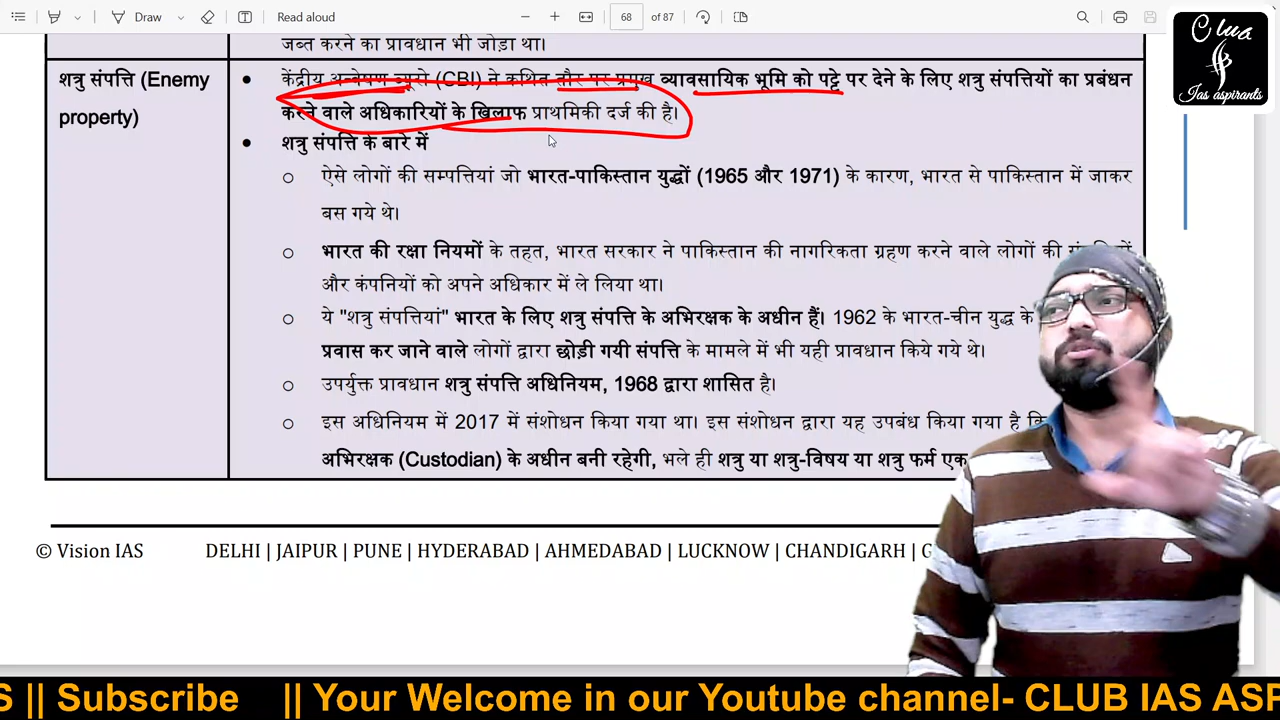 Draw
Read aloud
68
of 87
Club
Ias aspirants
जब्त करने का प्रावधान भी जोड़ा था।
शत्रु संपत्ति (Enemy property)
• केंद्रीय अन्वेषण ब्यूरो (CBI) ने कथित तौर पर प्रमुख व्यावसायिक भूमि को पट्टे पर देने के लिए शत्रु संपत्तियों का प्रबंधन
करने वाले अधिकारियों के खिलाफ प्राथमिकी दर्ज की है।
• शत्रु संपत्ति के बारे में
o ऐसे लोगों की सम्पत्तियां जो भारत-पाकिस्तान युद्धों (1965 और 1971) के कारण, भारत से पाकिस्तान में जाकर
बस गये थे।
o भारत की रक्षा नियमों के तहत, भारत सरकार ने पाकिस्तान की नागरिकता ग्रहण करने वाले लोगों की
और कंपनियों को अपने अधिकार में ले लिया था।
o ये "शत्रु संपत्तियां" भारत के लिए शत्रु संपत्ति के अभिरक्षक के अधीन हैं। 1962 के भारत-चीन युद्ध के
प्रवास कर जाने वाले लोगों द्वारा छोड़ी गयी संपत्ति के मामले में भी यही प्रावधान किये गये थे।
o उपर्युक्त प्रावधान शत्रु संपत्ति अधिनियम, 1968 द्वारा शासित है।
o इस अधिनियम में 2017 में संशोधन किया गया था। इस संशोधन द्वारा यह उपबंध किया गया है
अभिरक्षक (Custodian) के अधीन बनी रहेगी, भले ही शत्रु या शत्रु-विषय या शत्रु फर्म एक
© Vision IAS
DELHI | JAIPUR | PUNE | HYDERABAD | AHMEDABAD | LUCKNOW | CHANDIGARH | G
S || Subscribe || Your Welcome in our Youtube channel- CLUB IAS ASP